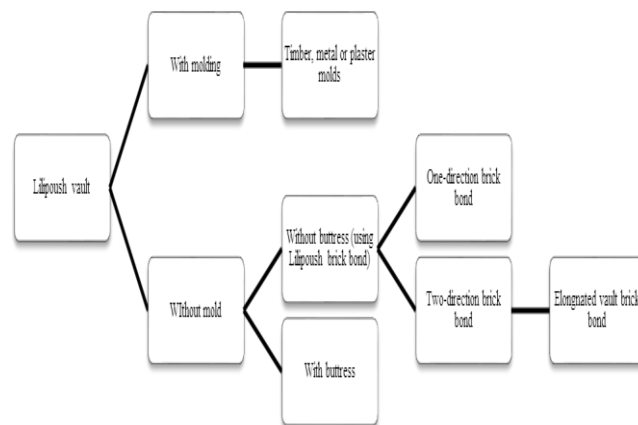 Timber, metal or plaster
molds
With molding
Lilipoush vault
One-direction brick
bond
Without buttress (using
Lilipoush brick bond)
WIthout mold
Two-direction brick
bond
Elongnated vault brick
bond
With buttress